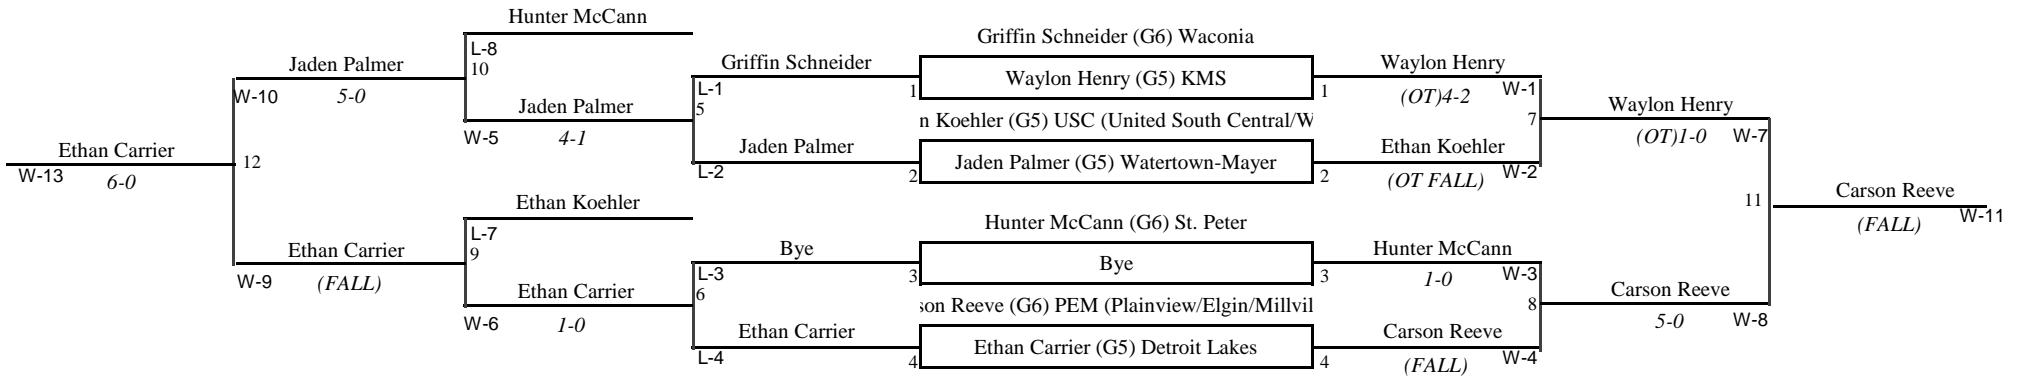 Hunter McCann
L-8
10
Jaden Palmer
W-10
5-0
Jaden Palmer
W-5
4-1
Griffin Schneider
L-1
5
Jaden Palmer
L-2
Ethan Carrier
W-13
6-0
12
Ethan Koehler
L-7
9
Ethan Carrier
W-9
(FALL)
Ethan Carrier
W-6
1-0
Bye
L-3
6
Ethan Carrier
L-4
Griffin Schneider (G6) Waconia
1 Waylon Henry (G5) KMS 1
n Koehler (G5) USC (United South Central/W
2 Jaden Palmer (G5) Watertown-Mayer 2
Hunter McCann (G6) St. Peter
3 Bye 3
son Reeve (G6) PEM (Plainview/Elgin/Millvil
4 Ethan Carrier (G5) Detroit Lakes 4
Waylon Henry
(OT)4-2 W-1
7
Ethan Koehler
(OT FALL) W-2
Waylon Henry
(OT)1-0 W-7
Hunter McCann
1-0 W-3
8
Carson Reeve
(FALL) W-4
Carson Reeve
5-0 W-8
11
Carson Reeve
(FALL) W-11